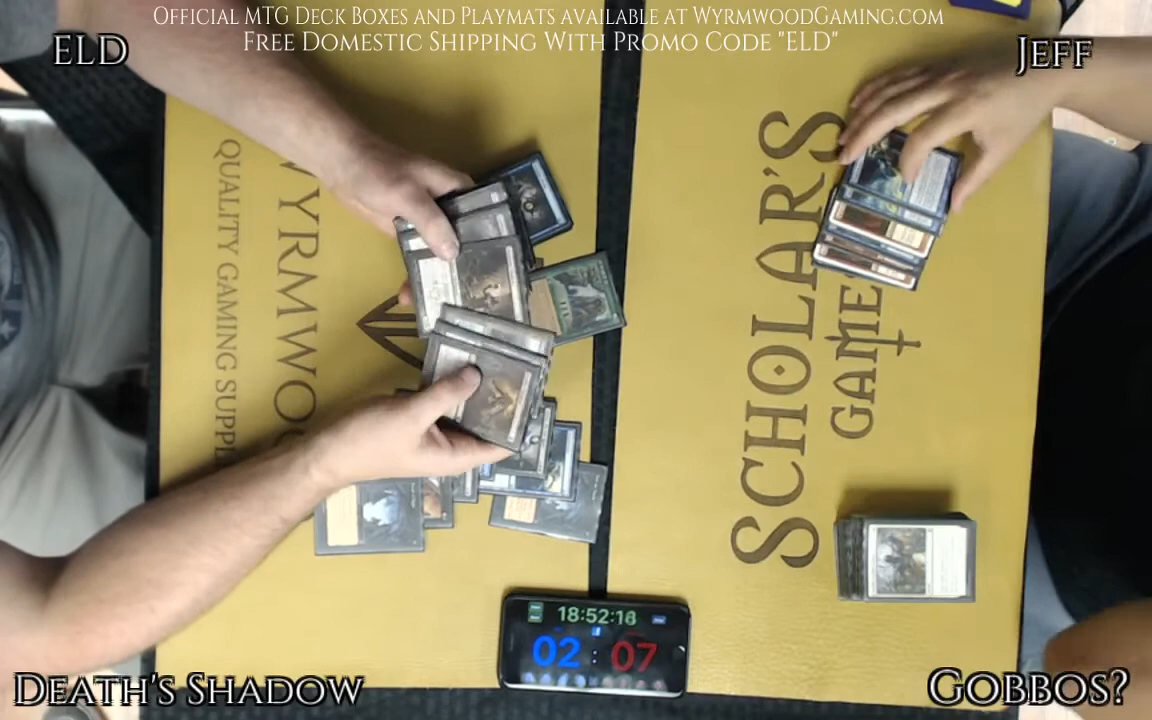 Official MTG Deck Boxes and Playmats available at WyrmwoodGaming.com
Free Domestic Shipping With Promo Code "ELD"
ELD
Jeff
WYRMWOO
QUALITY GAMING SUPPL
SCHOLAR'S
GAME
18:52:18
02 : 07
Death's Shadow
Gobbos?